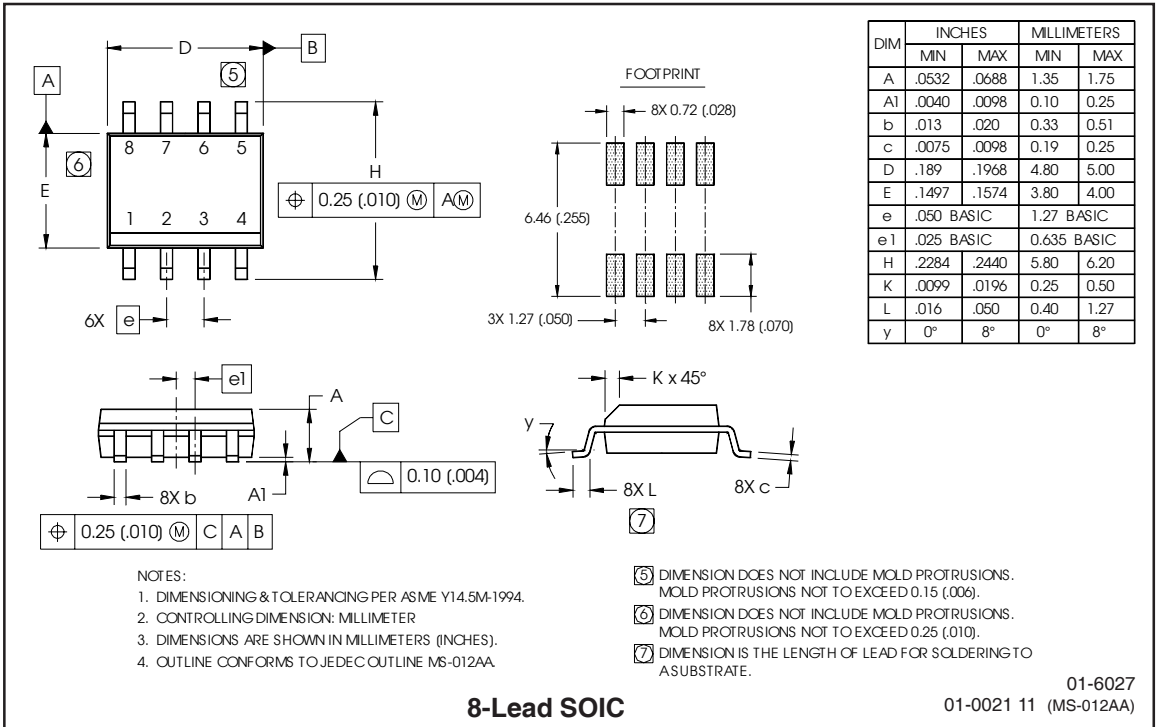 D
B
5
A
8 7 6 5
6
E
H
⌖ 0.25 (.010) Ⓜ AⓂ
1 2 3 4
6X e
FOOTPRINT
8X 0.72 (.028)
6.46 (.255)
3X 1.27 (.050)
8X 1.78 (.070)
DIM INCHES MILLIMETERS
MIN MAX MIN MAX
A .0532 .0688 1.35 1.75
A1 .0040 .0098 0.10 0.25
b .013 .020 0.33 0.51
c .0075 .0098 0.19 0.25
D .189 .1968 4.80 5.00
E .1497 .1574 3.80 4.00
e .050 BASIC 1.27 BASIC
e1 .025 BASIC 0.635 BASIC
H .2284 .2440 5.80 6.20
K .0099 .0196 0.25 0.50
L .016 .050 0.40 1.27
y 0° 8° 0° 8°
e1
A
C
0.10 (.004)
8X b
A1
⌖ 0.25 (.010) Ⓜ C A B
K x 45°
y
8X L
8X c
7
NOTES:
1. DIMENSIONING & TOLERANCING PER ASME Y14.5M-1994.
2. CONTROLLING DIMENSION: MILLIMETER
3. DIMENSIONS ARE SHOWN IN MILLIMETERS (INCHES).
4. OUTLINE CONFORMS TO JEDEC OUTLINE MS-012AA.
5 DIMENSION DOES NOT INCLUDE MOLD PROTRUSIONS.
MOLD PROTRUSIONS NOT TO EXCEED 0.15 (.006).
6 DIMENSION DOES NOT INCLUDE MOLD PROTRUSIONS.
MOLD PROTRUSIONS NOT TO EXCEED 0.25 (.010).
7 DIMENSION IS THE LENGTH OF LEAD FOR SOLDERING TO
A SUBSTRATE.
8-Lead SOIC
01-6027
01-0021 11 (MS-012AA)